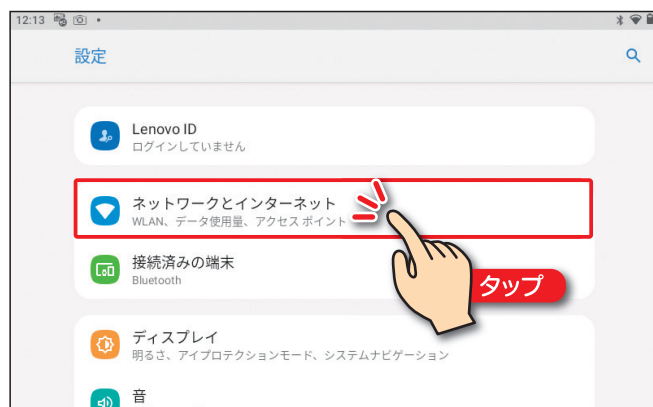 12:13
設定
Lenovo ID
ログインしていません
ネットワークとインターネット
WLAN、データ使用量、アクセス ポイント
接続済みの端末
Bluetooth
タップ
ディスプレイ
明るさ、アイプロテクションモード、システムナビゲーション
音